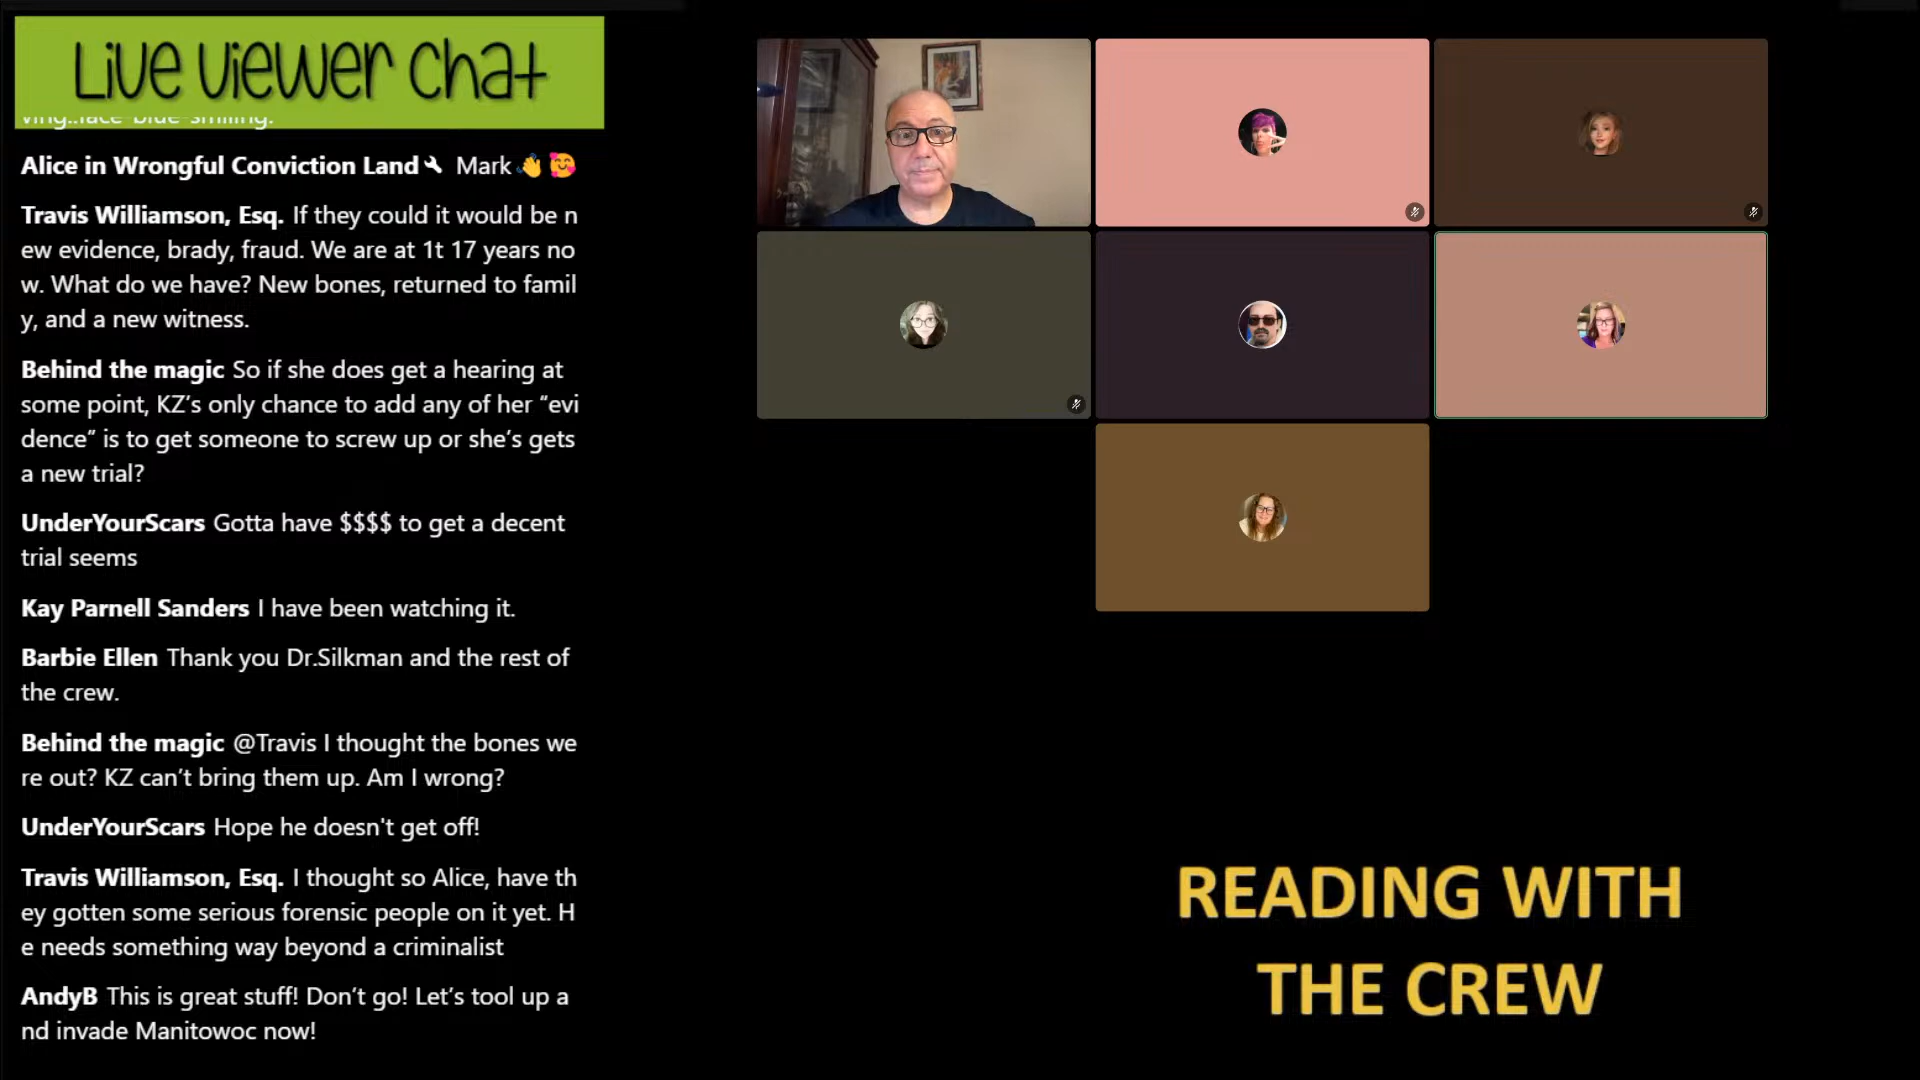 Live Viewer Chat
ving..face-blue-smiling:
Alice in Wrongful Conviction Land Mark 👋 🥰
Travis Williamson, Esq. If they could it would be n
ew evidence, brady, fraud. We are at 1t 17 years no
w. What do we have? New bones, returned to famil
y, and a new witness.
Behind the magic So if she does get a hearing at
some point, KZ’s only chance to add any of her “evi
dence” is to get someone to screw up or she’s gets
a new trial?
UnderYourScars Gotta have $$$$ to get a decent
trial seems
Kay Parnell Sanders I have been watching it.
Barbie Ellen Thank you Dr.Silkman and the rest of
the crew.
Behind the magic @Travis I thought the bones we
re out? KZ can’t bring them up. Am I wrong?
UnderYourScars Hope he doesn't get off!
Travis Williamson, Esq. I thought so Alice, have th
ey gotten some serious forensic people on it yet. H
e needs something way beyond a criminalist
AndyB This is great stuff! Don’t go! Let’s tool up a
nd invade Manitowoc now!
READING WITH
THE CREW